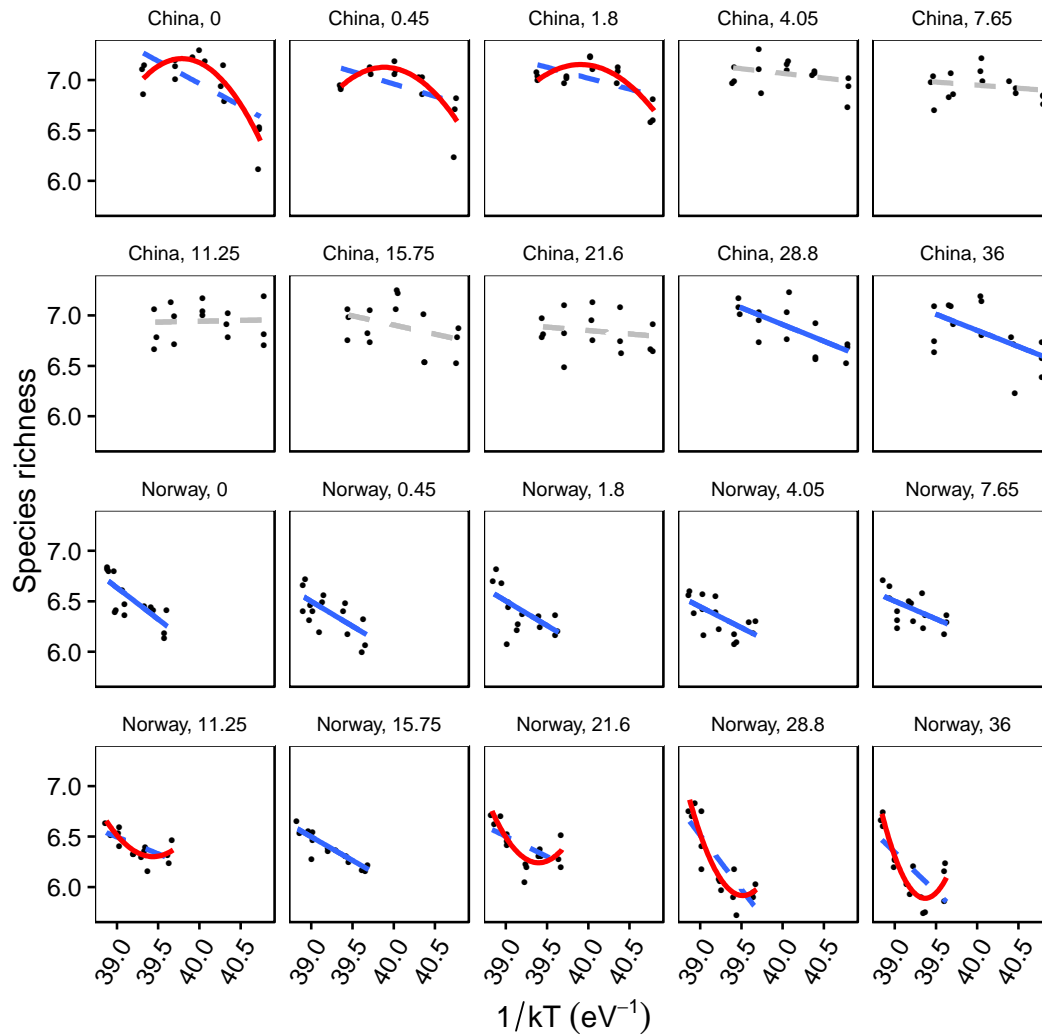 China, 0 China, 0.45 China, 1.8 China, 4.05 China, 7.65
7.0
6.5
6.0
China, 11.25 China, 15.75 China, 21.6 China, 28.8 China, 36
7.0
6.5
6.0
Species richness
Norway, 0 Norway, 0.45 Norway, 1.8 Norway, 4.05 Norway, 7.65
7.0
6.5
6.0
Norway, 11.25 Norway, 15.75 Norway, 21.6 Norway, 28.8 Norway, 36
7.0
6.5
6.0
39.0 39.5 40.0 40.5 39.0 39.5 40.0 40.5 39.0 39.5 40.0 40.5 39.0 39.5 40.0 40.5 39.0 39.5 40.0 40.5
1/kT (eV⁻¹)